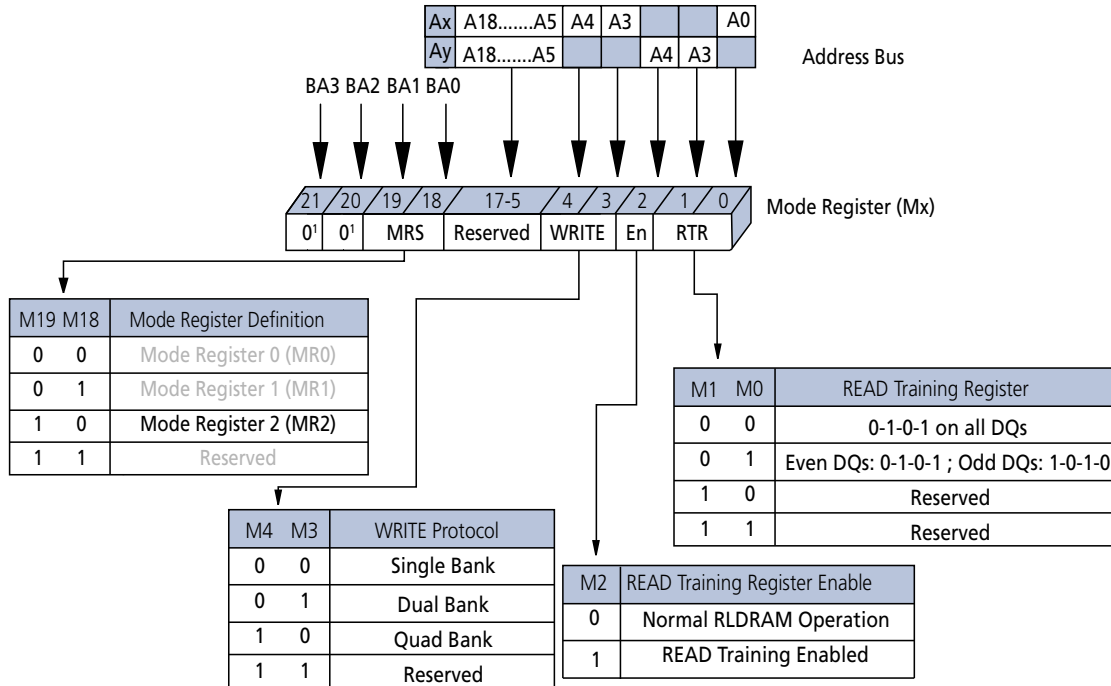 Ax A18.......A5 A4 A3 A0
Ay A18.......A5 A4 A3
Address Bus
BA3 BA2 BA1 BA0
21 20 19 18 17-5 4 3 2 1 0
Mode Register (Mx)
0¹ 0¹ MRS Reserved WRITE En RTR
M19 M18 Mode Register Definition
0 0 Mode Register 0 (MR0)
0 1 Mode Register 1 (MR1)
1 0 Mode Register 2 (MR2)
1 1 Reserved
M1 M0 READ Training Register
0 0 0-1-0-1 on all DQs
0 1 Even DQs: 0-1-0-1 ; Odd DQs: 1-0-1-0
1 0 Reserved
1 1 Reserved
M4 M3 WRITE Protocol
0 0 Single Bank
0 1 Dual Bank
1 0 Quad Bank
1 1 Reserved
M2 READ Training Register Enable
0 Normal RLDRAM Operation
1 READ Training Enabled